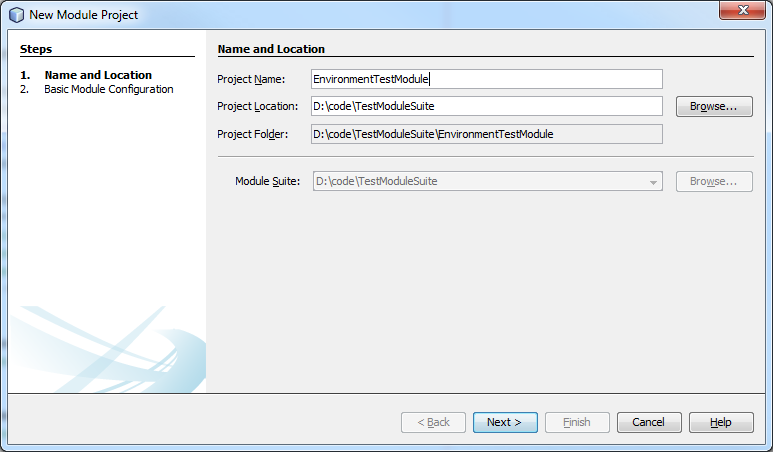 New Module Project
Steps
1. Name and Location
2. Basic Module Configuration
Name and Location
Project Name: EnvironmentTestModule
Project Location: D:\code\TestModuleSuite Browse...
Project Folder: D:\code\TestModuleSuite\EnvironmentTestModule
Module Suite: D:\code\TestModuleSuite Browse...
< Back Next > Finish Cancel Help